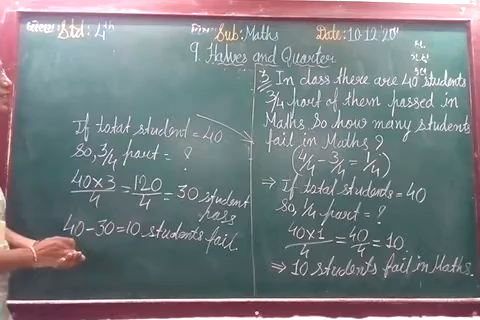 Std: 4th
Sub: Maths
Date: 10.12.20
9. Halves and Quarter
If total student = 40
So, 3/4 part = ?
40×3/4 = 120/4 = 30 student
pass
40-30=10 students fail
In class there are 40 students
3/4 part of them passed in
Maths, So how many students
fail in Maths ?
(4/4 - 3/4 = 1/4)
⇒ If total students = 40
So, 1/4 part = ?
40×1/4 = 40/4 = 10.
⇒ 10 students fail in Maths.